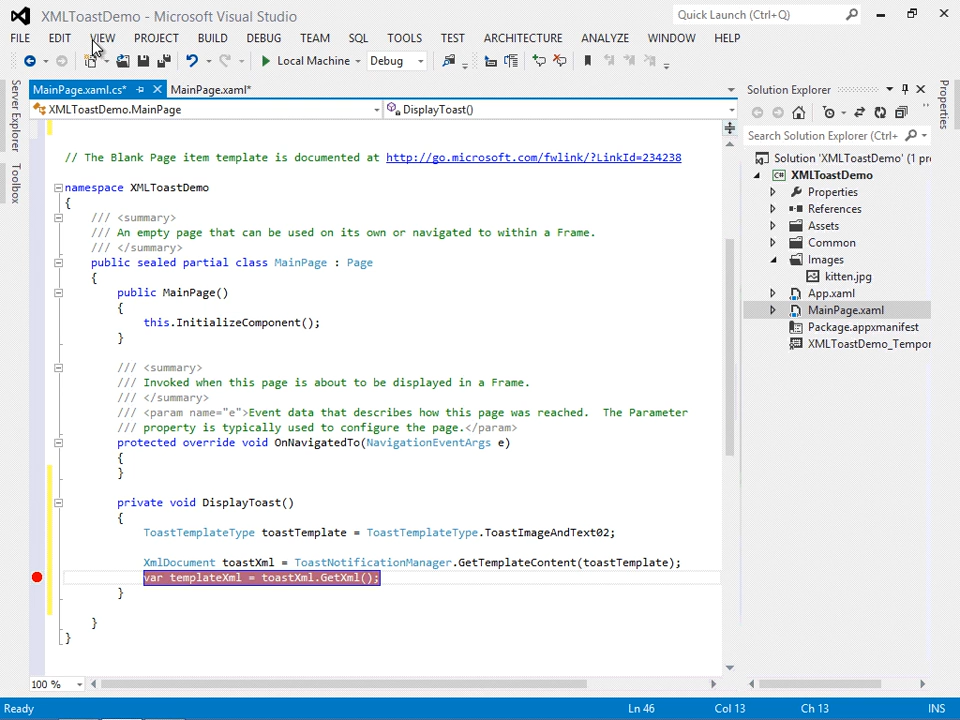 XMLToastDemo - Microsoft Visual Studio
Quick Launch (Ctrl+Q)
FILE EDIT VIEW PROJECT BUILD DEBUG TEAM SQL TOOLS TEST ARCHITECTURE ANALYZE WINDOW HELP
Local Machine Debug
Server Explorer
Toolbox
MainPage.xaml.cs* MainPage.xaml*
XMLToastDemo.MainPage DisplayToast()
// The Blank Page item template is documented at http://go.microsoft.com/fwlink/?LinkId=234238
namespace XMLToastDemo
{
/// <summary>
/// An empty page that can be used on its own or navigated to within a Frame.
/// </summary>
public sealed partial class MainPage : Page
{
public MainPage()
{
this.InitializeComponent();
}
/// <summary>
/// Invoked when this page is about to be displayed in a Frame.
/// </summary>
/// <param name="e">Event data that describes how this page was reached.  The Parameter
/// property is typically used to configure the page.</param>
protected override void OnNavigatedTo(NavigationEventArgs e)
{
}
private void DisplayToast()
{
ToastTemplateType toastTemplate = ToastTemplateType.ToastImageAndText02;
XmlDocument toastXml = ToastNotificationManager.GetTemplateContent(toastTemplate);
var templateXml = toastXml.GetXml();
}
}
}
100 %
Solution Explorer
Search Solution Explorer (Ctrl+
Solution 'XMLToastDemo' (1 pr
C# XMLToastDemo
Properties
References
Assets
Common
Images
kitten.jpg
App.xaml
MainPage.xaml
Package.appxmanifest
XMLToastDemo_Tempor
Properties
Ready Ln 46 Col 13 Ch 13 INS